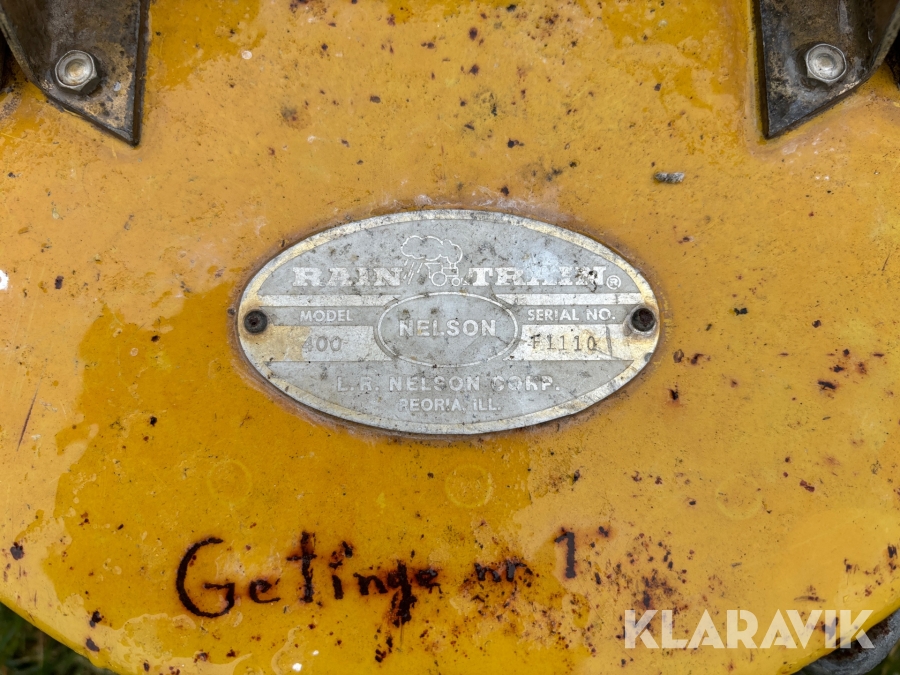 RAIN TRAIN®
MODEL
400
NELSON
SERIAL NO.
F1110
L.R. NELSON CORP.
PEORIA, ILL.
Getinge nr. 1
KLARAVIK